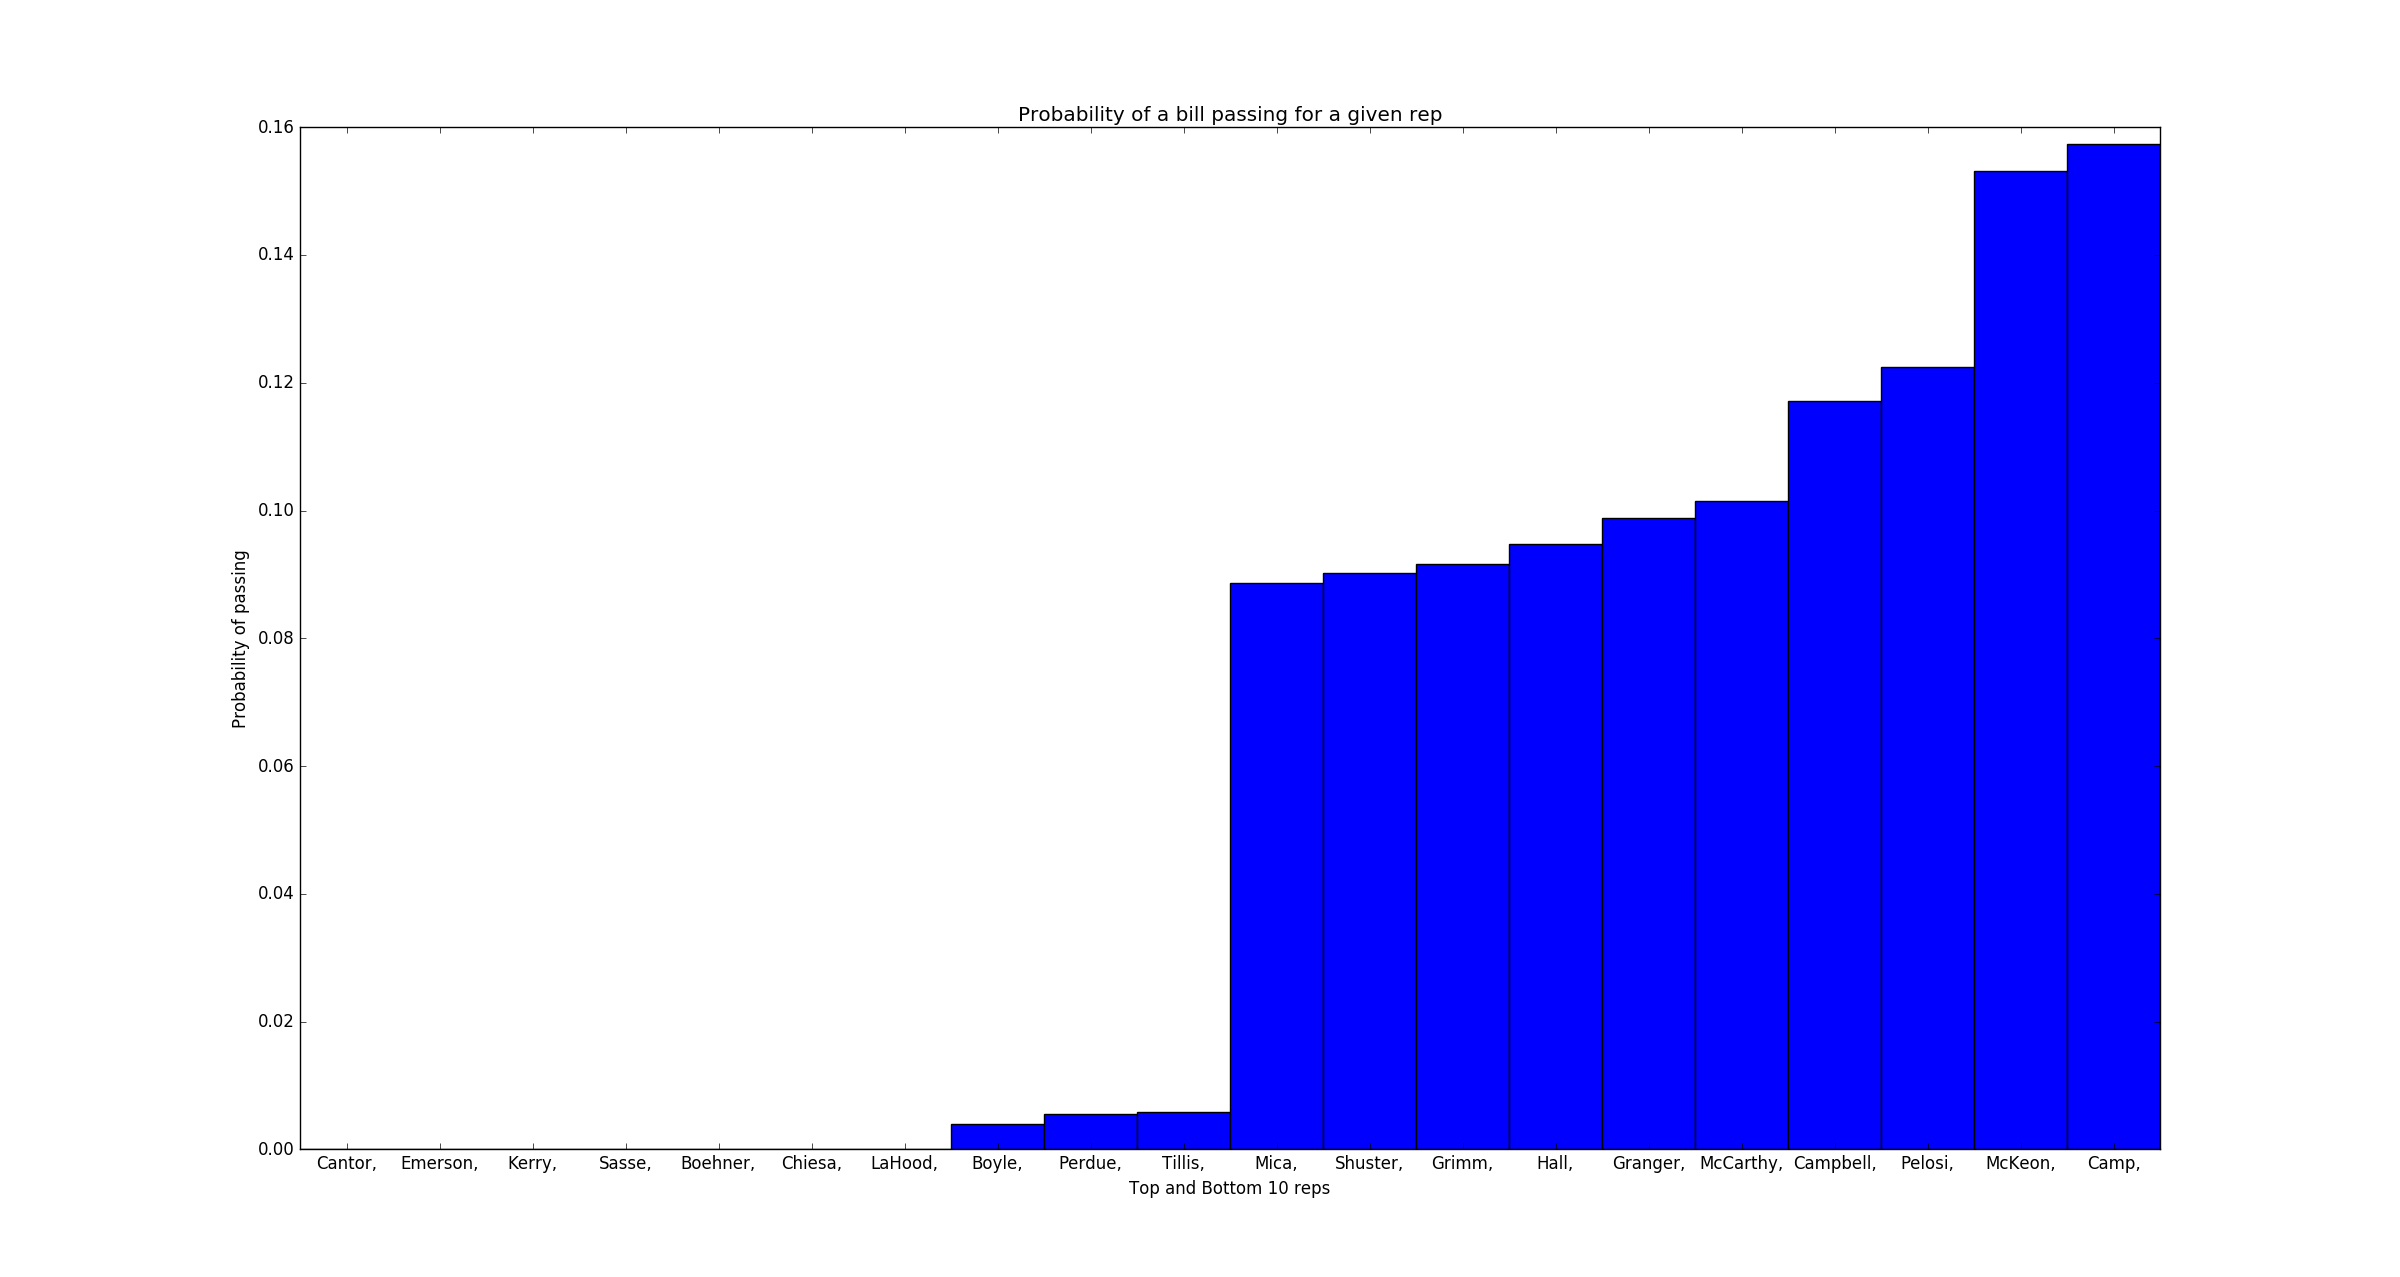 Probability of a bill passing for a given rep
0.16
0.14
0.12
0.10
0.08
0.06
0.04
0.02
0.00
Probability of passing
Cantor, Emerson, Kerry, Sasse, Boehner, Chiesa, LaHood, Boyle, Perdue, Tillis, Mica, Shuster, Grimm, Hall, Granger, McCarthy, Campbell, Pelosi, McKeon, Camp,
Top and Bottom 10 reps